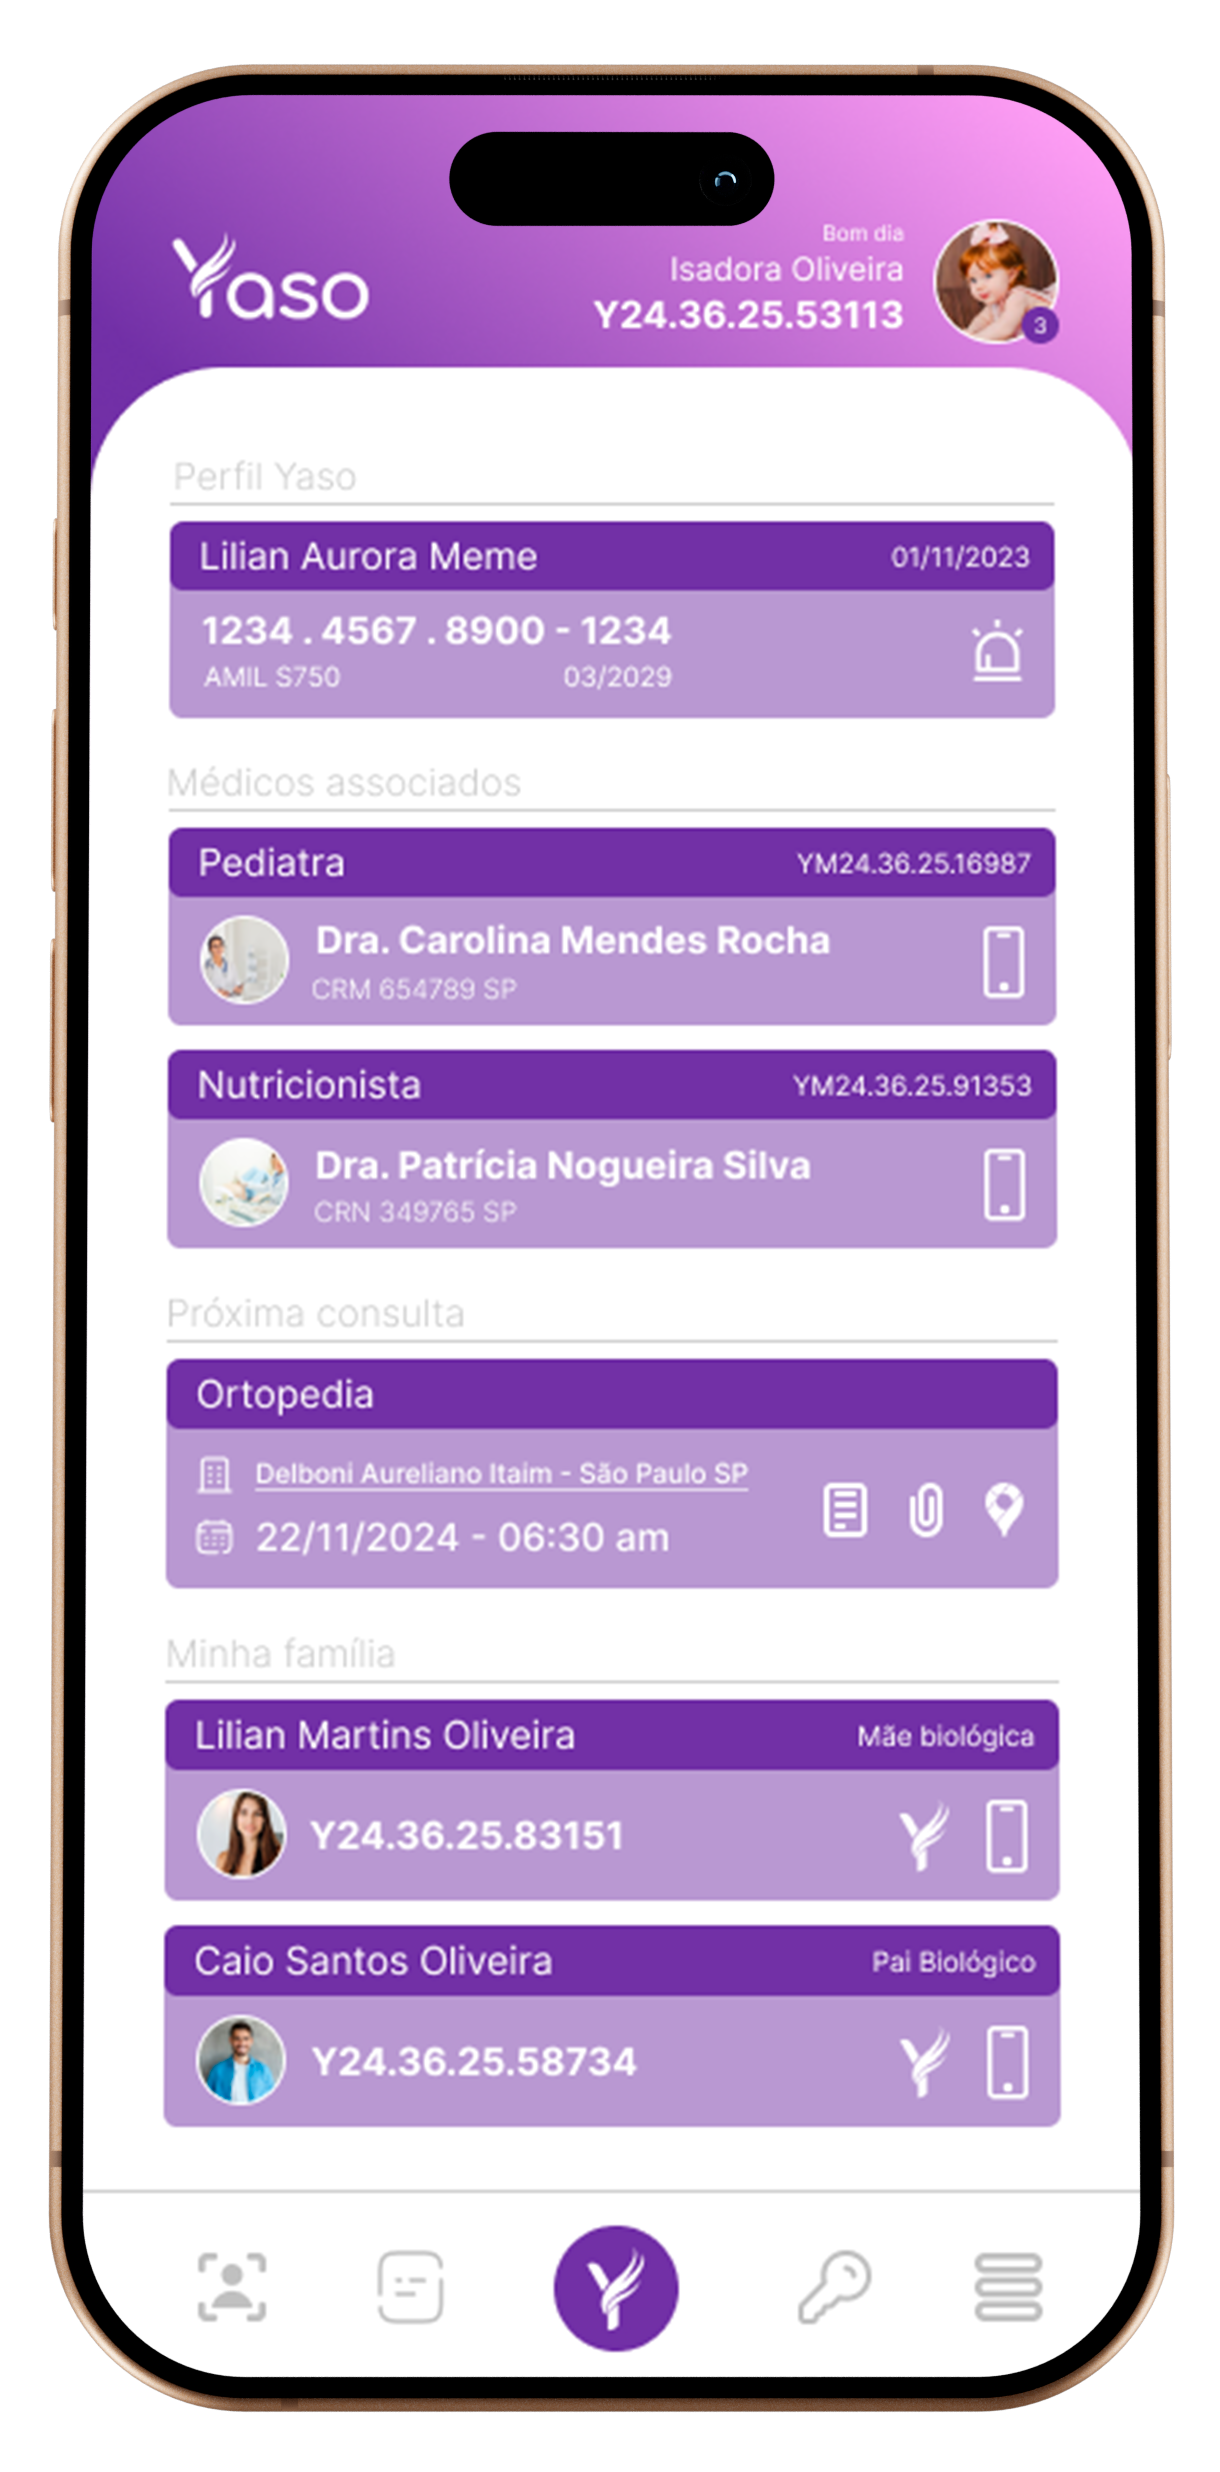 Yaso
Bom dia
Isadora Oliveira
Y24.36.25.53113
3
Perfil Yaso
Lilian Aurora Meme 01/11/2023
1234 . 4567 . 8900 - 1234
AMIL S750 03/2029
Médicos associados
Pediatra YM24.36.25.16987
Dra. Carolina Mendes Rocha
CRM 654789 SP
Nutricionista YM24.36.25.91353
Dra. Patrícia Nogueira Silva
CRN 349765 SP
Próxima consulta
Ortopedia
Delboni Aureliano Itaim - São Paulo SP
22/11/2024 - 06:30 am
Minha família
Lilian Martins Oliveira Mãe biológica
Y24.36.25.83151
Caio Santos Oliveira Pai Biológico
Y24.36.25.58734